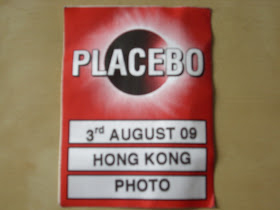 PLACEBO
3rd AUGUST 09
HONG KONG
PHOTO